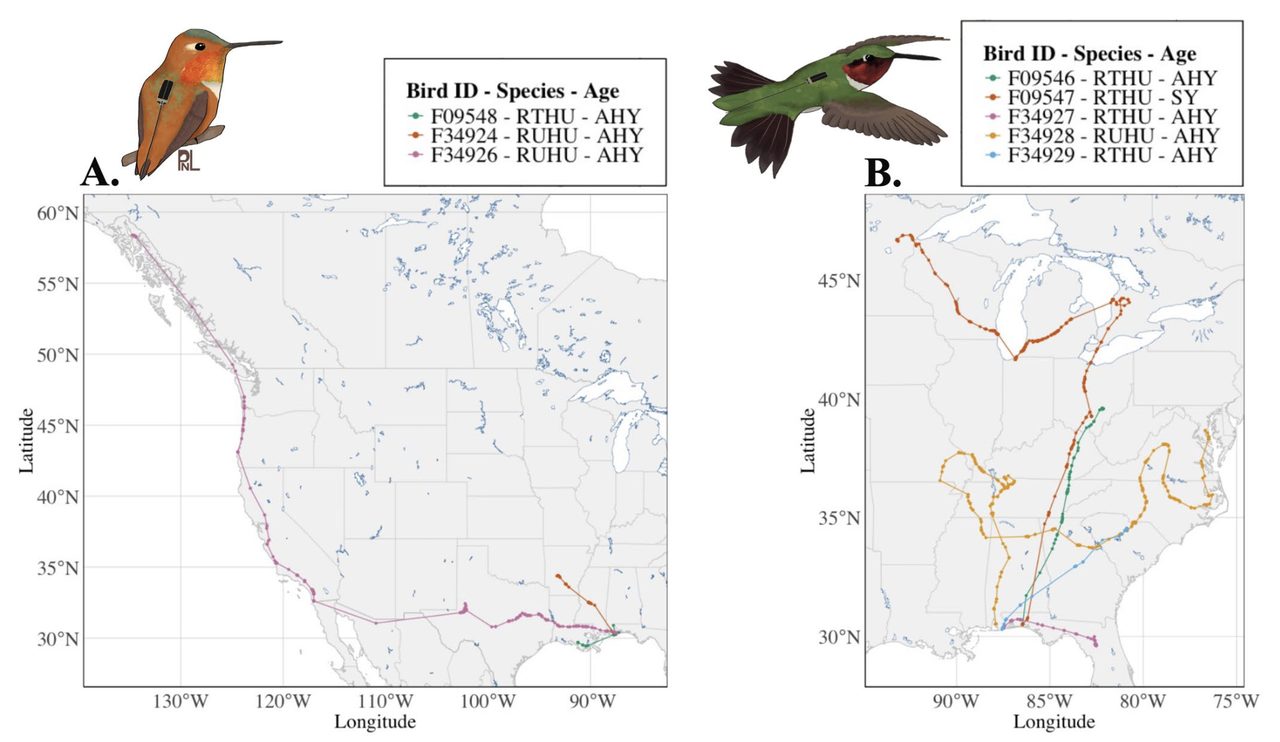 A.
Bird ID - Species - Age
F09548 - RTHU - AHY
F34924 - RUHU - AHY
F34926 - RUHU - AHY
60°N
55°N
50°N
45°N
40°N
35°N
30°N
Latitude
130°W 120°W 110°W 100°W 90°W
Longitude
B.
Bird ID - Species - Age
F09546 - RTHU - AHY
F09547 - RTHU - SY
F34927 - RTHU - AHY
F34928 - RUHU - AHY
F34929 - RTHU - AHY
45°N
40°N
35°N
30°N
Latitude
90°W 85°W 80°W 75°W
Longitude